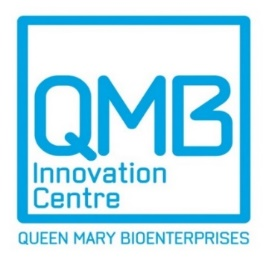 QMB
Innovation
Centre
QUEEN MARY BIOENTERPRISES